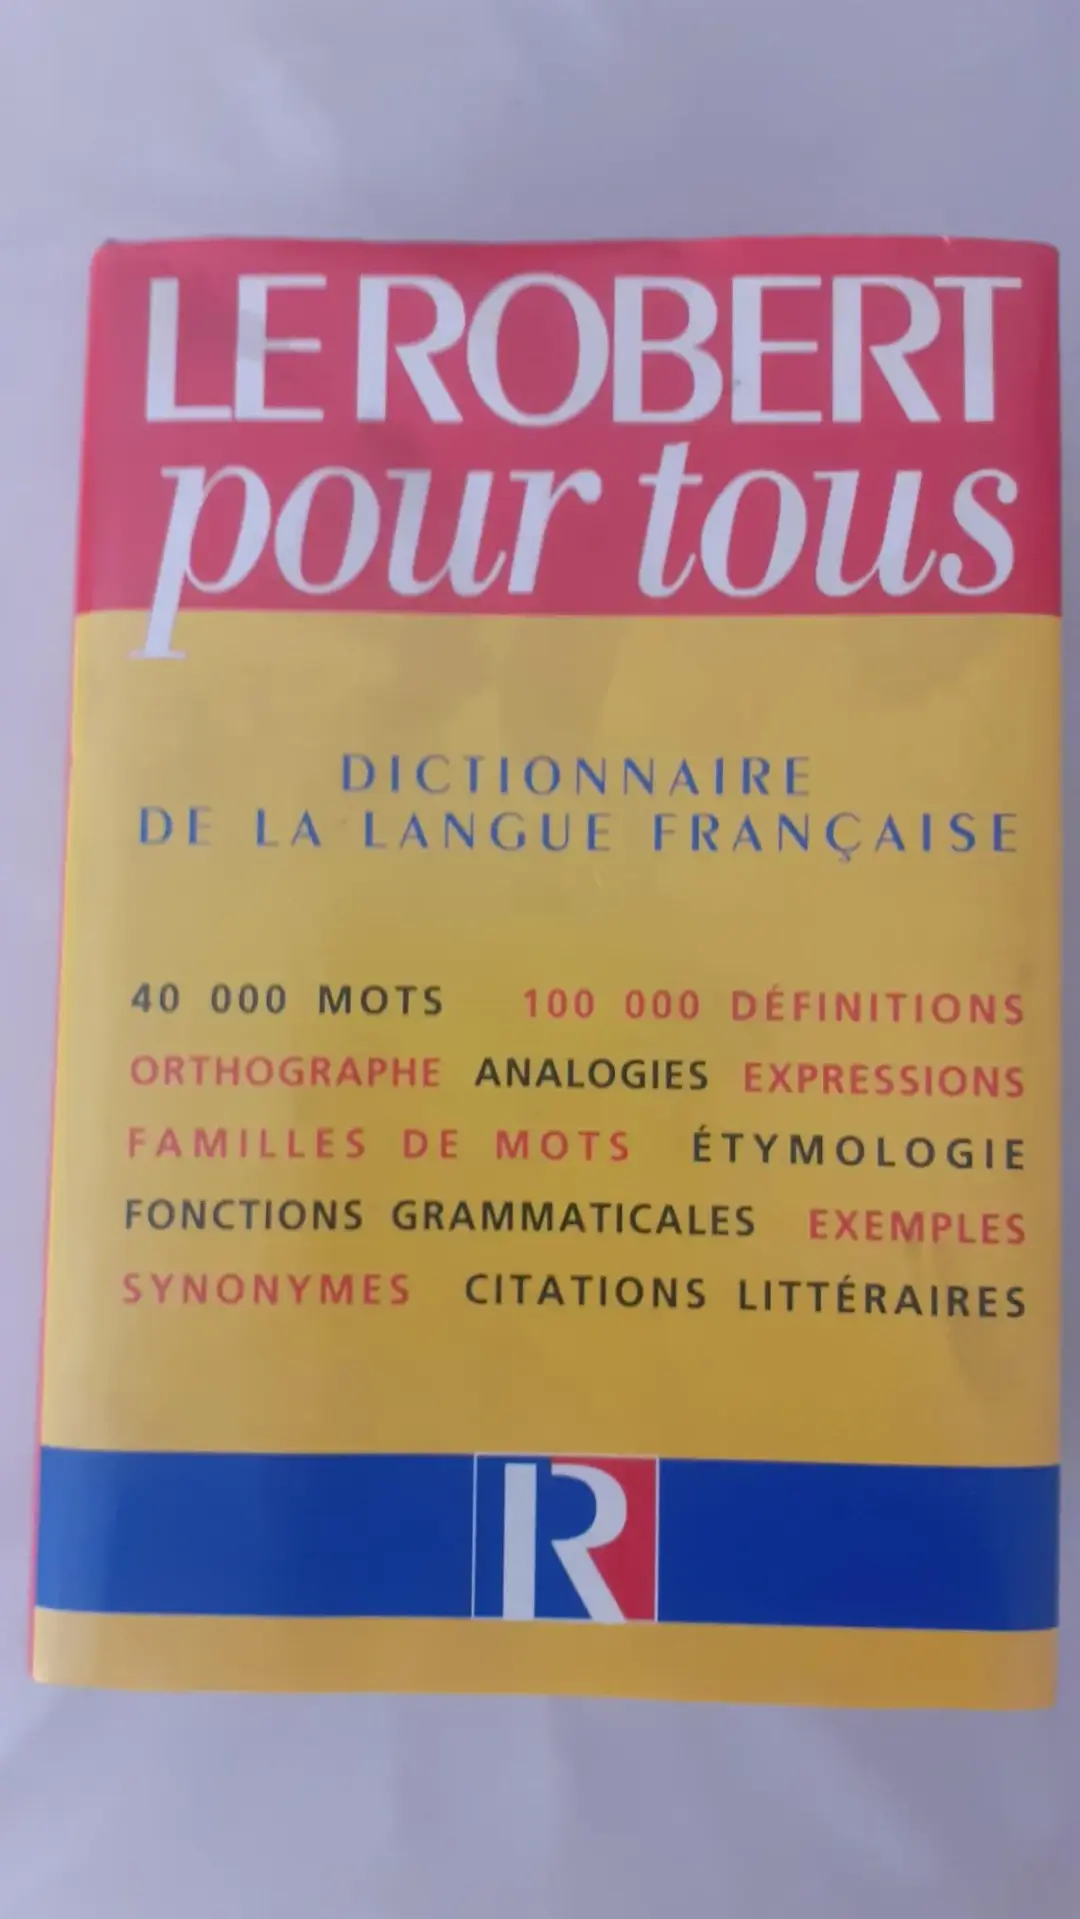 LE ROBERT
pour tous
DICTIONNAIRE
DE LA LANGUE FRANÇAISE
40 000 MOTS 100 000 DÉFINITIONS
ORTHOGRAPHE ANALOGIES EXPRESSIONS
FAMILLES DE MOTS ÉTYMOLOGIE
FONCTIONS GRAMMATICALES EXEMPLES
SYNONYMES CITATIONS LITTÉRAIRES
R